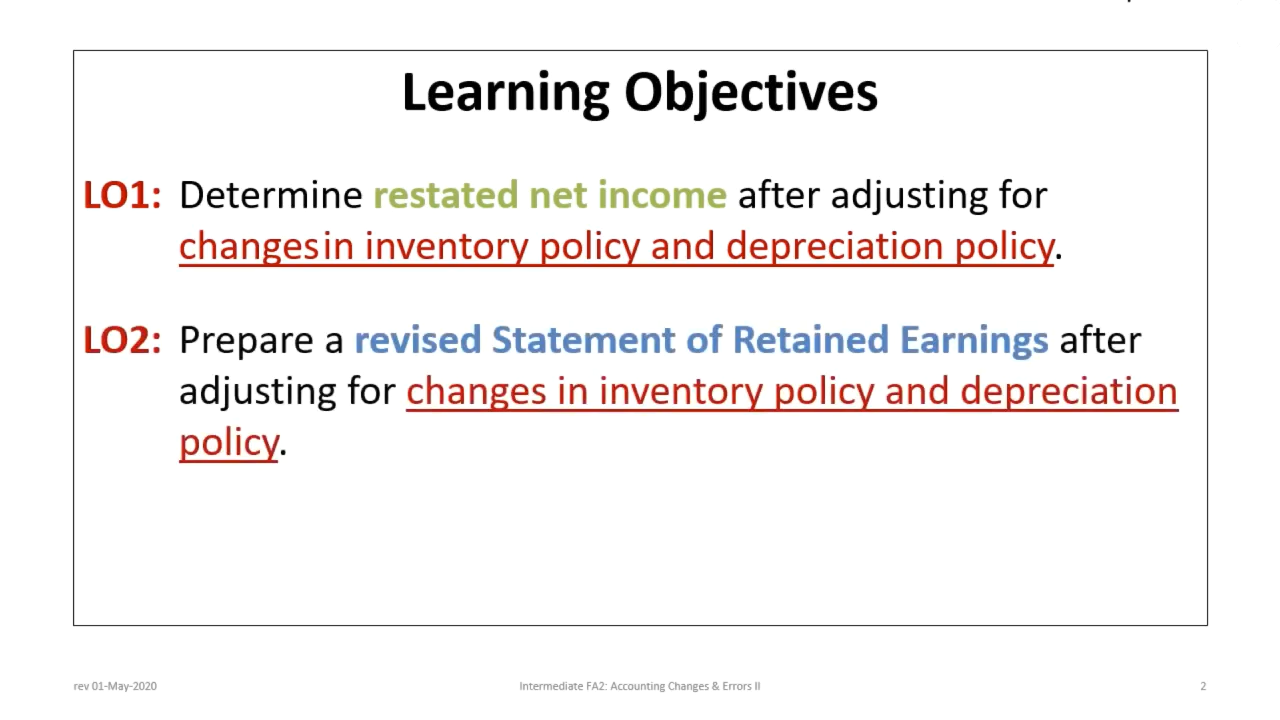 Learning Objectives
LO1: Determine restated net income after adjusting for
changes in inventory policy and depreciation policy.
LO2: Prepare a revised Statement of Retained Earnings after
adjusting for changes in inventory policy and depreciation
policy.
rev 01-May-2020 Intermediate FA2: Accounting Changes & Errors II 2